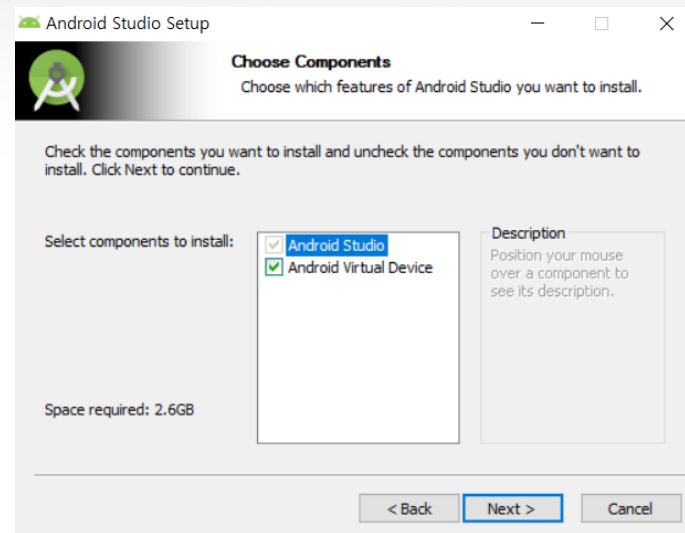 Android Studio Setup
Choose Components
Choose which features of Android Studio you want to install.
Check the components you want to install and uncheck the components you don't want to
install. Click Next to continue.
Select components to install:
Android Studio
Android Virtual Device
Description
Position your mouse
over a component to
see its description.
Space required: 2.6GB
< Back
Next >
Cancel